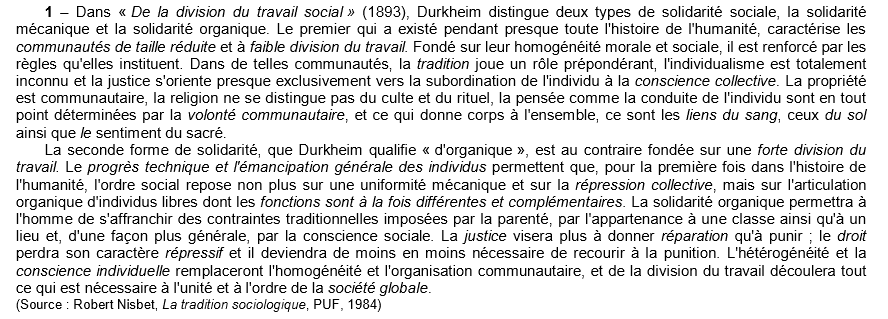 1 – Dans « De la division du travail social » (1893), Durkheim distingue deux types de solidarité sociale, la solidarité
mécanique et la solidarité organique. Le premier qui a existé pendant presque toute l'histoire de l'humanité, caractérise les
communautés de taille réduite et à faible division du travail. Fondé sur leur homogénéité morale et sociale, il est renforcé par les
règles qu'elles instituent. Dans de telles communautés, la tradition joue un rôle prépondérant, l'individualisme est totalement
inconnu et la justice s'oriente presque exclusivement vers la subordination de l'individu à la conscience collective. La propriété
est communautaire, la religion ne se distingue pas du culte et du rituel, la pensée comme la conduite de l'individu sont en tout
point déterminées par la volonté communautaire, et ce qui donne corps à l'ensemble, ce sont les liens du sang, ceux du sol
ainsi que le sentiment du sacré.
La seconde forme de solidarité, que Durkheim qualifie « d'organique », est au contraire fondée sur une forte division du
travail. Le progrès technique et l'émancipation générale des individus permettent que, pour la première fois dans l'histoire de
l'humanité, l'ordre social repose non plus sur une uniformité mécanique et sur la répression collective, mais sur l'articulation
organique d'individus libres dont les fonctions sont à la fois différentes et complémentaires. La solidarité organique permettra à
l'homme de s'affranchir des contraintes traditionnelles imposées par la parenté, par l'appartenance à une classe ainsi qu'à un
lieu et, d'une façon plus générale, par la conscience sociale. La justice visera plus à donner réparation qu'à punir ; le droit
perdra son caractère répressif et il deviendra de moins en moins nécessaire de recourir à la punition. L'hétérogénéité et la
conscience individuelle remplaceront l'homogénéité et l'organisation communautaire, et de la division du travail découlera tout
ce qui est nécessaire à l'unité et à l'ordre de la société globale.
(Source : Robert Nisbet, La tradition sociologique, PUF, 1984)